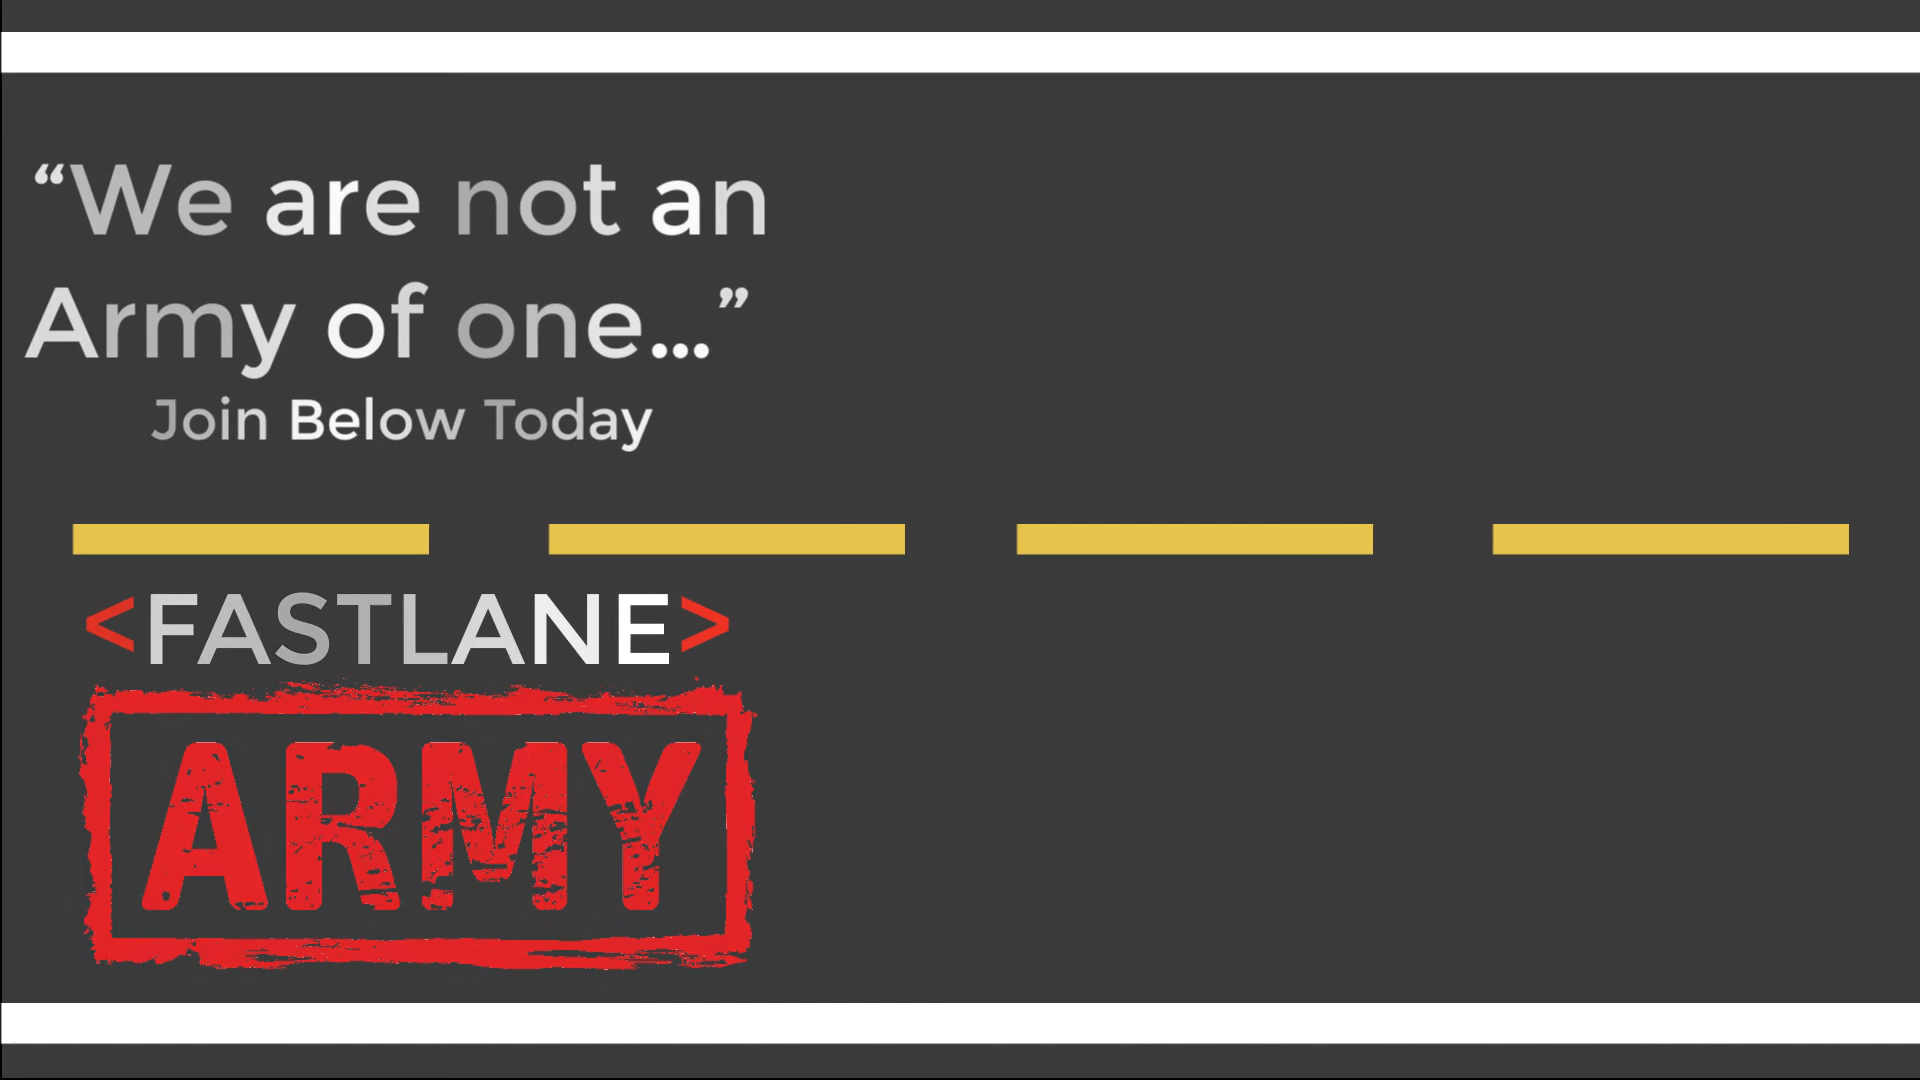 “We are not an
Army of one...”
Join Below Today
<FASTLANE>
ARMY